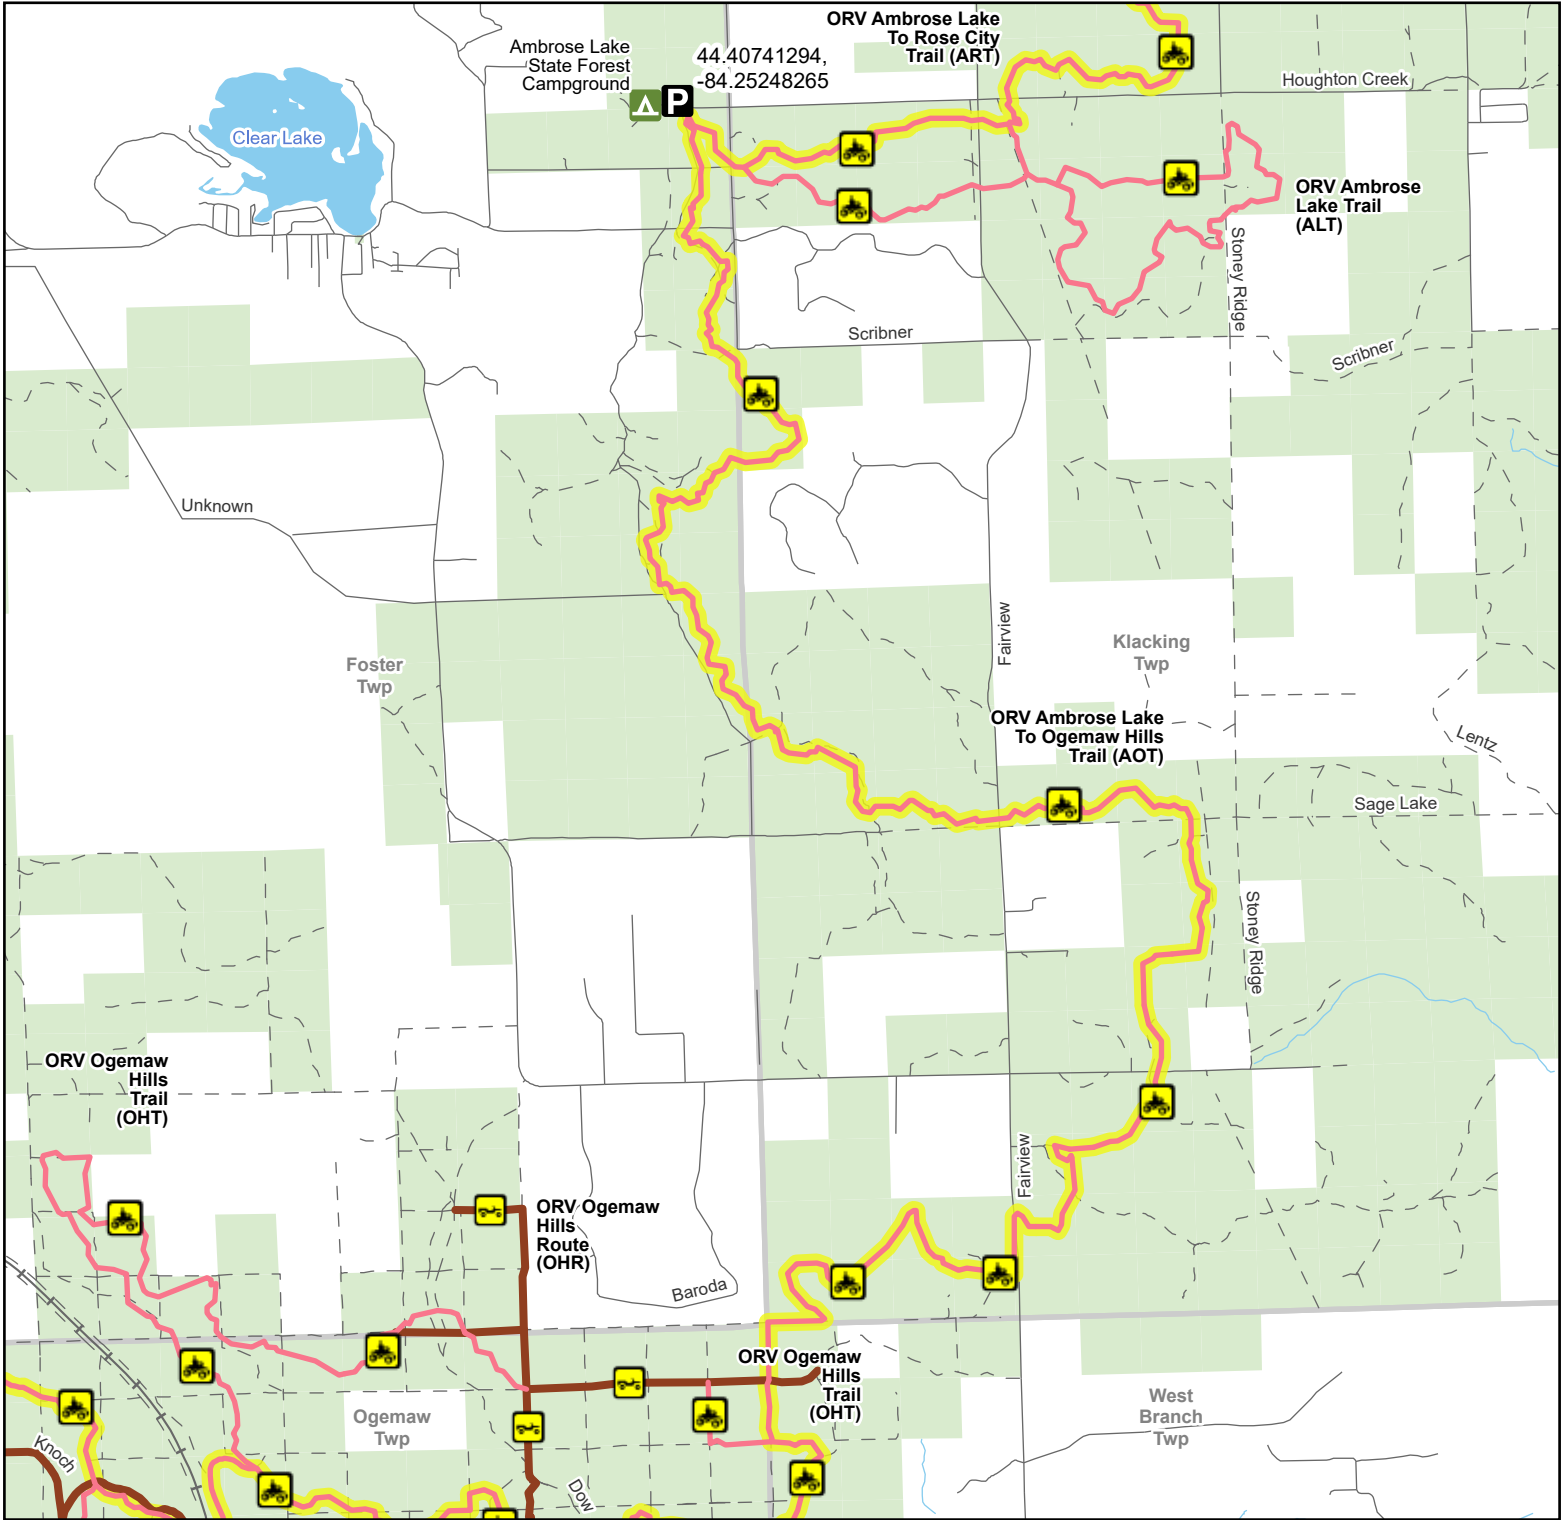 ORV Ambrose Lake
To Rose City
Trail (ART)
Ambrose Lake
State Forest
Campground
44.40741294,
-84.25248265
P
Houghton Creek
Clear Lake
ORV Ambrose
Lake Trail
(ALT)
Stoney Ridge
Scribner
Scribner
Unknown
Fairview
Klacking
Twp
Foster
Twp
ORV Ambrose Lake
To Ogemaw Hills
Trail (AOT)
Lentz
Sage Lake
Stoney Ridge
ORV Ogemaw
Hills
Trail
(OHT)
Fairview
ORV Ogemaw
Hills
Route
(OHR)
Baroda
ORV Ogemaw
Hills
Trail
(OHT)
West
Branch
Twp
Ogemaw
Twp
Knoch
Dow